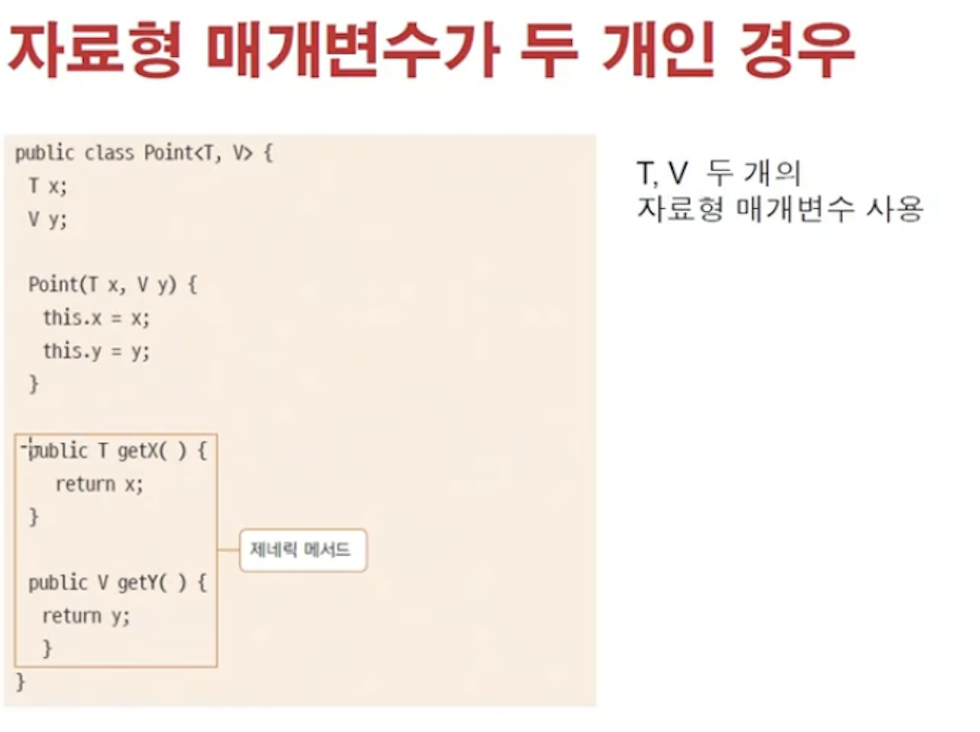 자료형 매개변수가 두 개인 경우
public class Point<T, V> {
T x;
V y;
Point(T x, V y) {
this.x = x;
this.y = y;
}
public T getX( ) {
return x;
}
public V getY( ) {
return y;
}
}
제네릭 메서드
T, V 두 개의
자료형 매개변수 사용